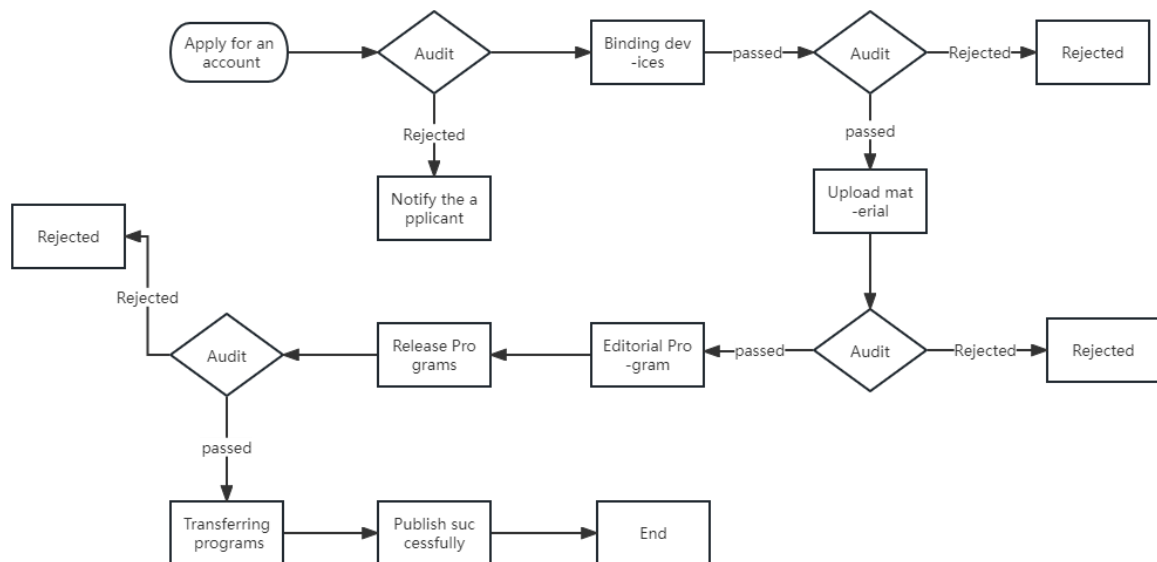 Apply for an
account
Audit
Binding dev
-ices
passed
Audit
Rejected
Rejected
Rejected
passed
Notify the a
pplicant
Upload mat
-erial
Rejected
Rejected
Audit
Release Pro
grams
Editorial Pro
-gram
passed
Audit
Rejected
Rejected
passed
Transferring
programs
Publish suc
cessfully
End